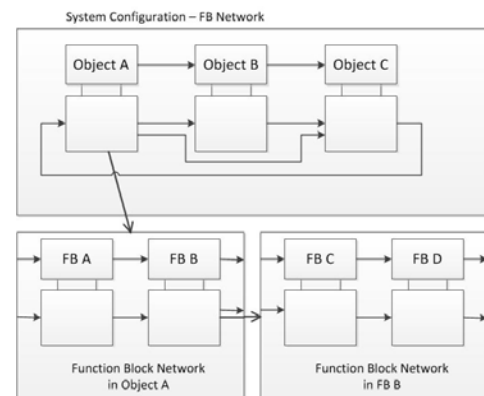 System Configuration – FB Network
Object A
Object B
Object C
FB A
FB B
FB C
FB D
Function Block Network
in Object A
Function Block Network
in FB B